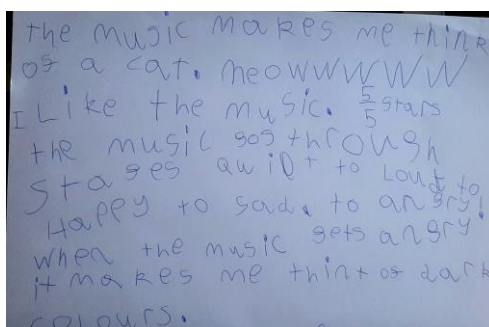 the music makes me think
of a cat. meowwwwww
I Like the music. 5/5 stars
the music gos through
stages quiet to Loud to
Happy to sad. to angry!
when the music gets angry
it makes me think of dark
colours.